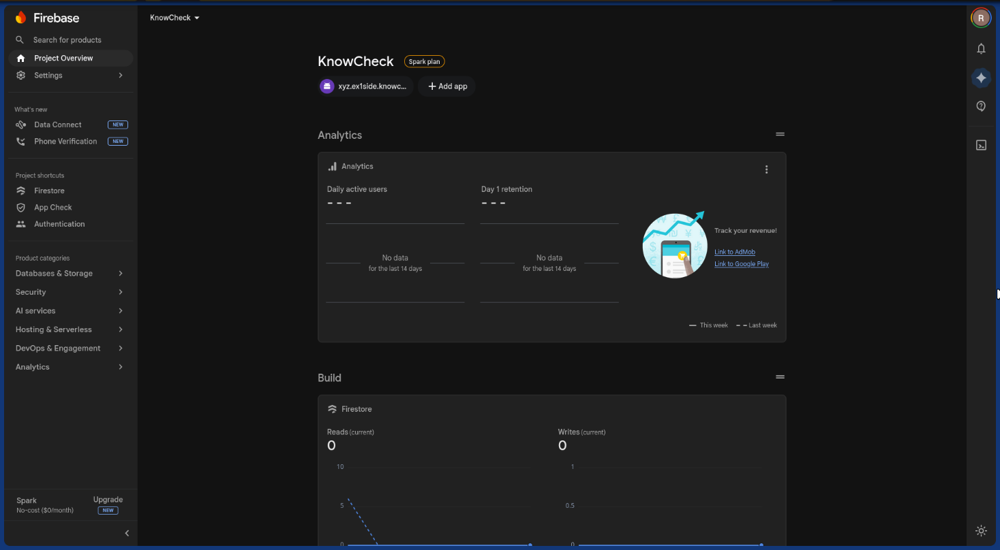 Firebase
Search for products
Project Overview
Settings
What's new
Data Connect NEW
Phone Verification NEW
Project shortcuts
Firestore
App Check
Authentication
Product categories
Databases & Storage
Security
AI services
Hosting & Serverless
DevOps & Engagement
Analytics
Spark
No-cost ($0/month)
Upgrade
NEW
KnowCheck
KnowCheck Spark plan
xyz.ex1side.knowc... + Add app
Analytics
Analytics
Daily active users
- - -
No data
for the last 14 days
Day 1 retention
- - -
No data
for the last 14 days
Track your revenue!
Link to AdMob
Link to Google Play
This week Last week
Build
Firestore
Reads (current)
0
10
5
0
Writes (current)
0
1
0.5
0
R